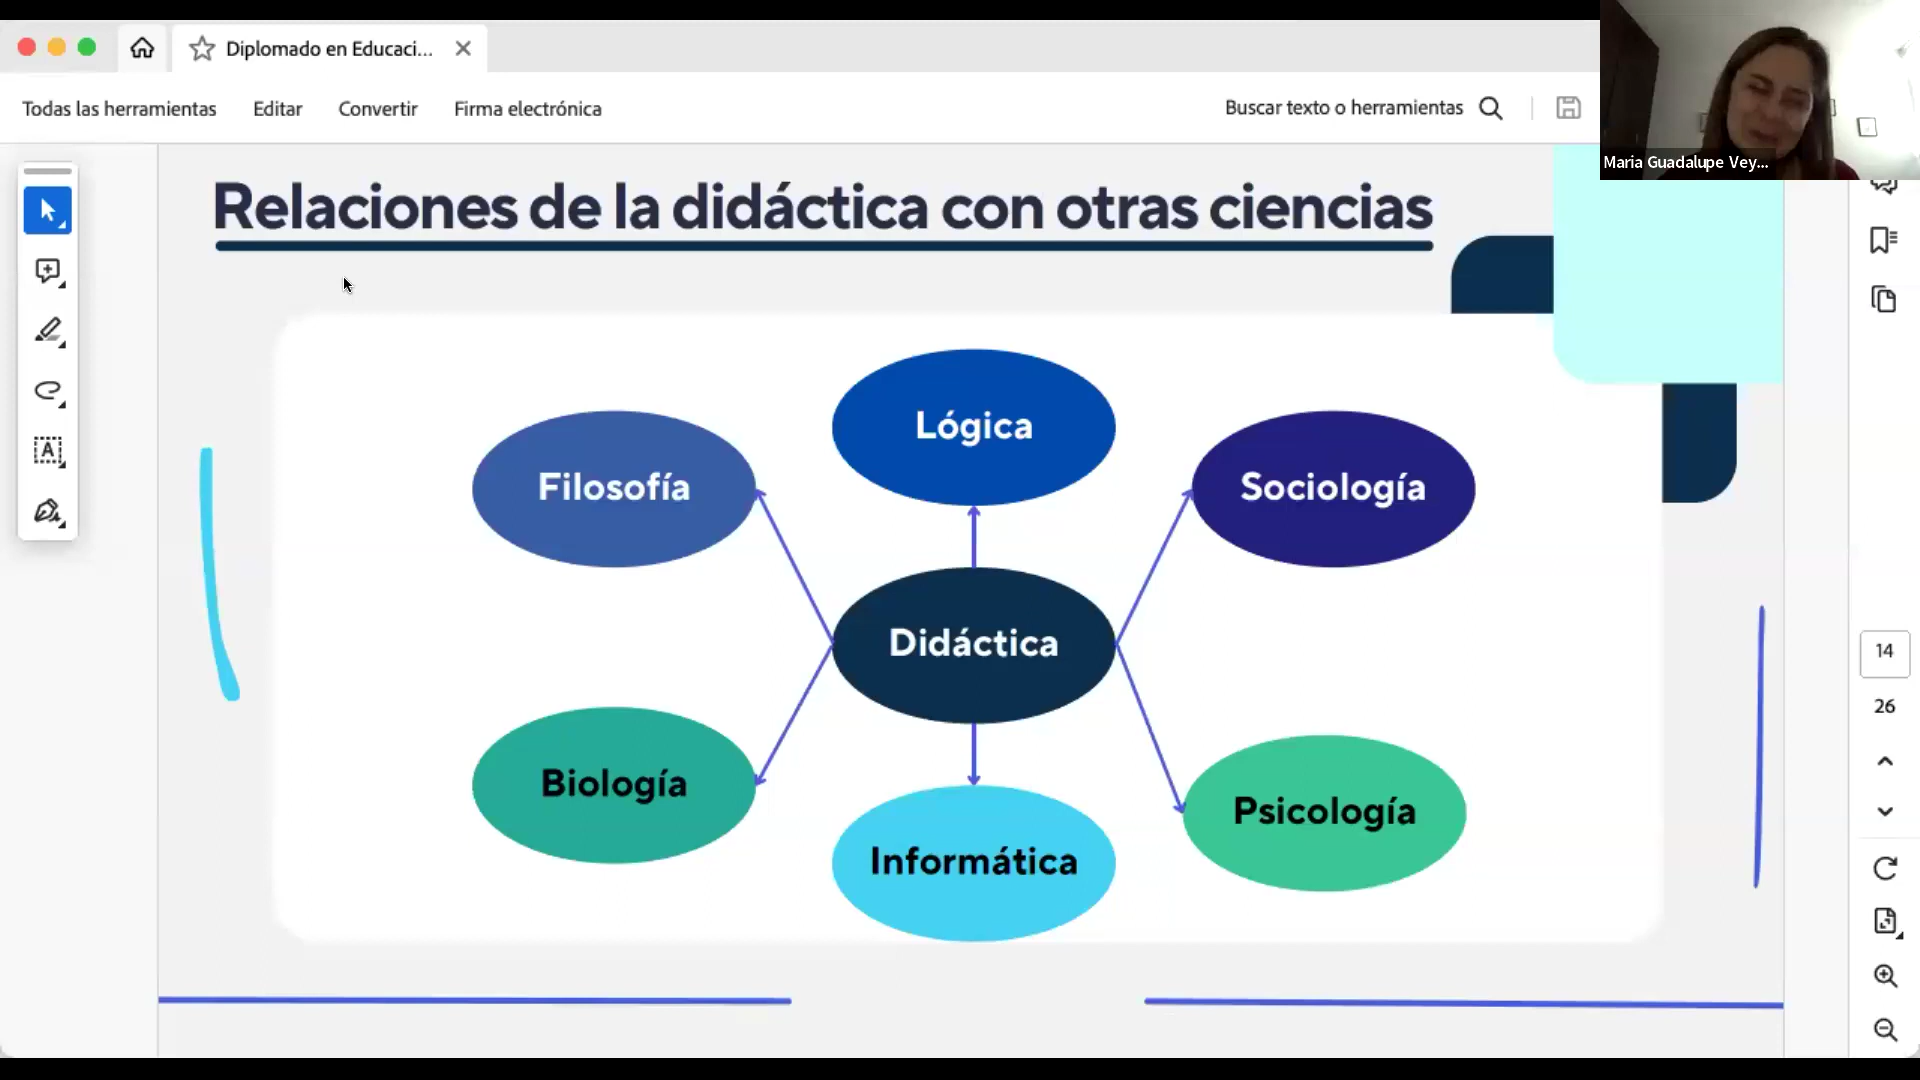 Diplomado en Educaci...
Todas las herramientas Editar Convertir Firma electrónica Buscar texto o herramientas
Maria Guadalupe Vey...
Relaciones de la didáctica con otras ciencias
Lógica
Filosofía
Sociología
Didáctica
Biología
Psicología
Informática
14
26